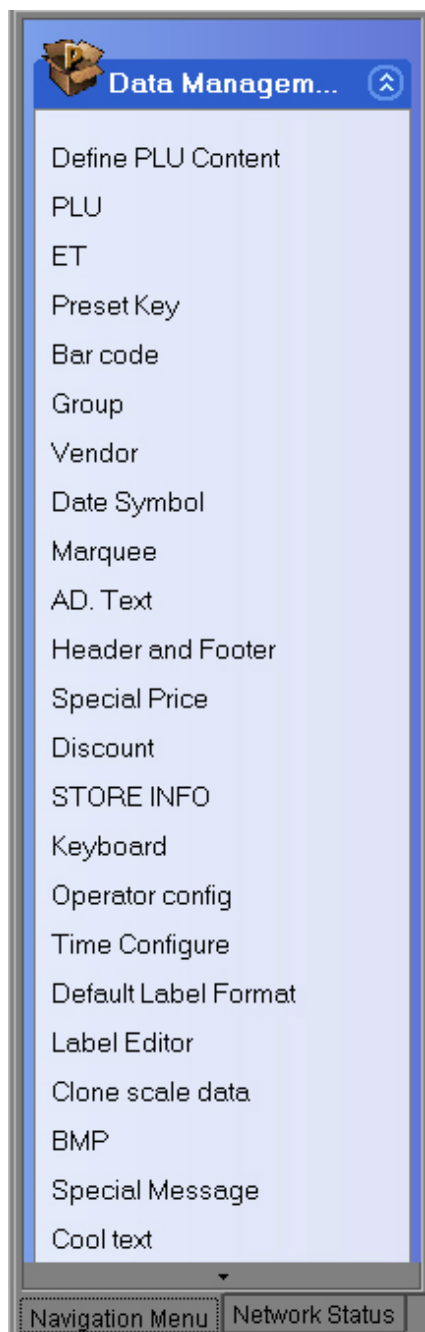 Data Managem...
Define PLU Content
PLU
ET
Preset Key
Bar code
Group
Vendor
Date Symbol
Marquee
AD. Text
Header and Footer
Special Price
Discount
STORE INFO
Keyboard
Operator config
Time Configure
Default Label Format
Label Editor
Clone scale data
BMP
Special Message
Cool text
Navigation Menu Network Status